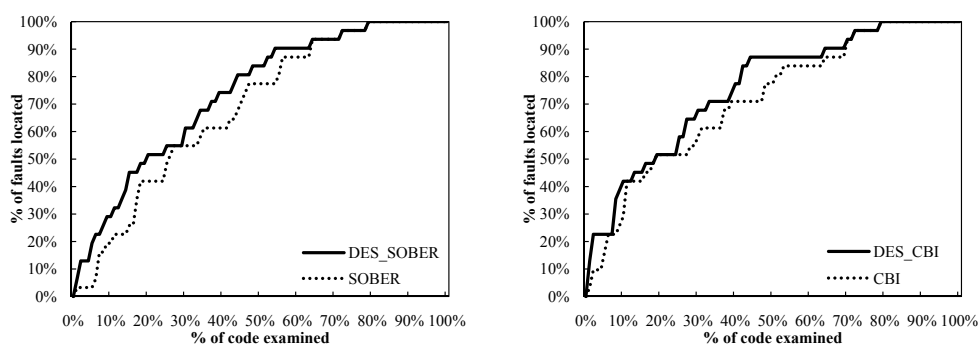 100%
90%
80%
70%
60%
50%
40%
30%
20%
10%
0%
% of faults located
DES_SOBER
SOBER
0% 10% 20% 30% 40% 50% 60% 70% 80% 90% 100%
% of code examined
100%
90%
80%
70%
60%
50%
40%
30%
20%
10%
0%
% of faults located
DES_CBI
CBI
0% 10% 20% 30% 40% 50% 60% 70% 80% 90% 100%
% of code examined